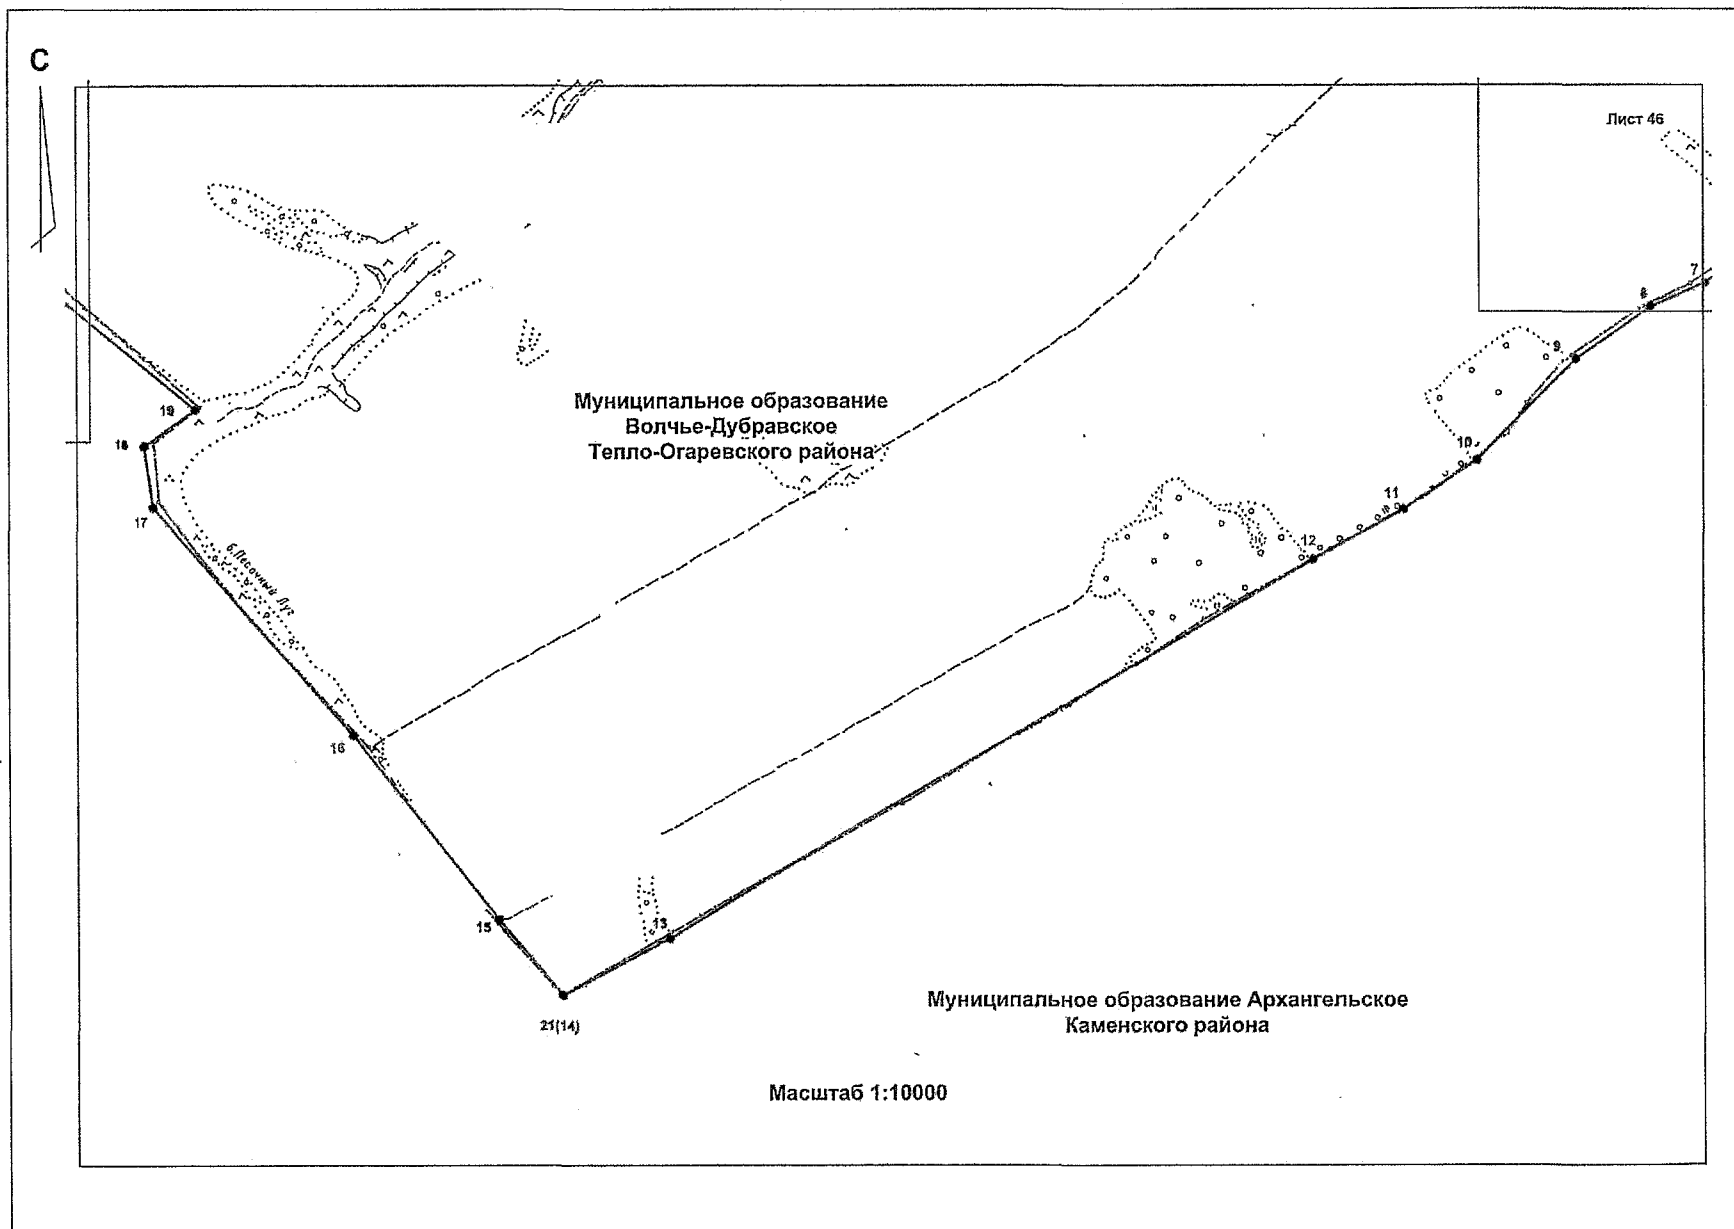 С
Лист 46
7
8
9
Муниципальное образование
Волчье-Дубравское
Тепло-Огаревского района
19
18
10
11
17
12
б.Песочный Луг
16
15
13
21(14)
Муниципальное образование Архангельское
Каменского района
Масштаб 1:10000